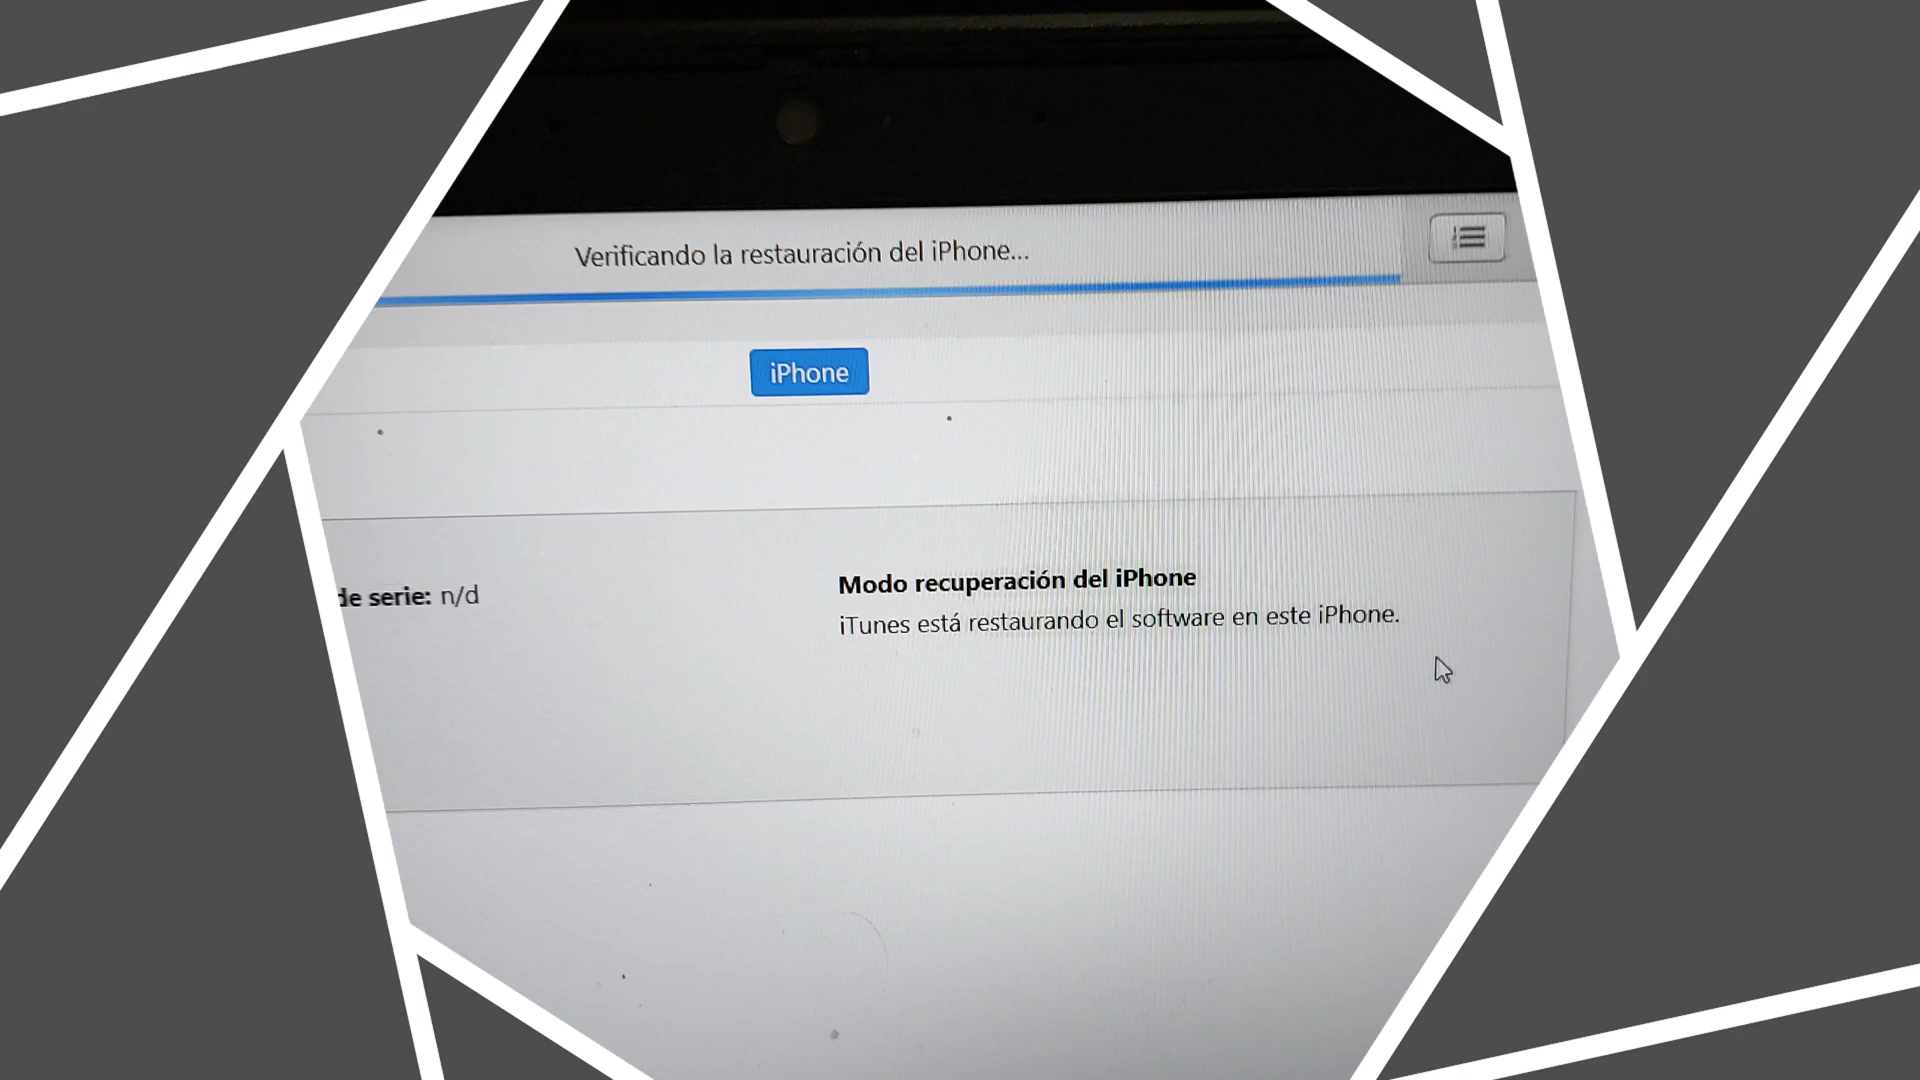 Verificando la restauración del iPhone...
iPhone
de serie: n/d
Modo recuperación del iPhone
iTunes está restaurando el software en este iPhone.